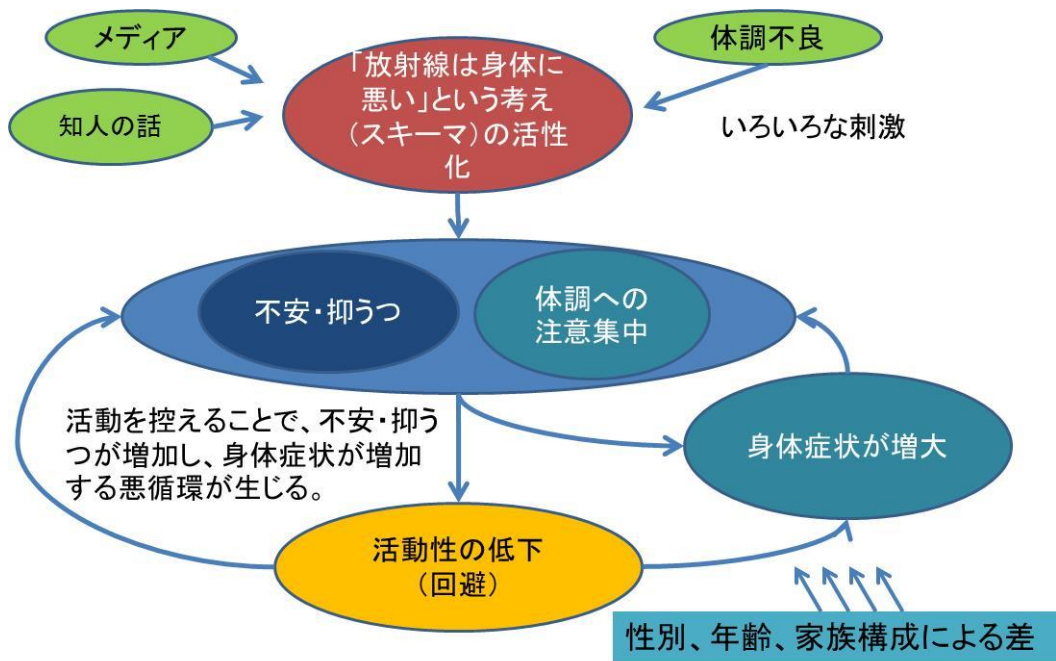 メディア
体調不良
「放射線は身体に
悪い」という考え
（スキーマ）の活性
化
知人の話
いろいろな刺激
不安・抑うつ
体調への
注意集中
活動を控えることで、不安・抑う
つが増加し、身体症状が増加
する悪循環が生じる。
身体症状が増大
活動性の低下
（回避）
性別、年齢、家族構成による差